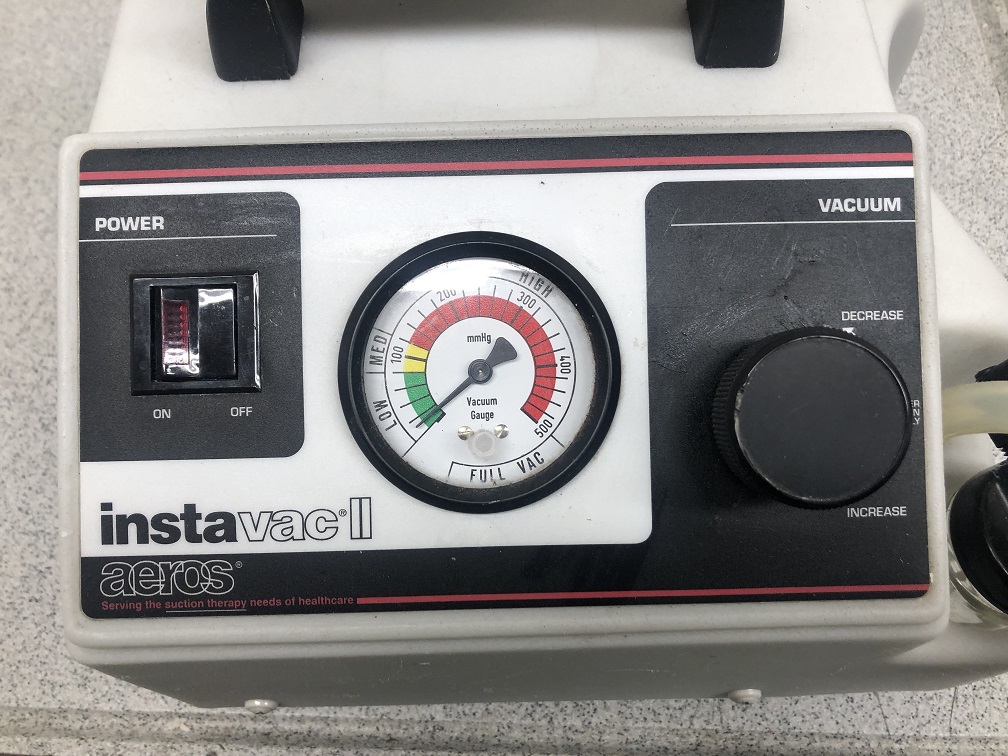 POWER
ON OFF
LOW
MED
HIGH
100
200
300
400
500
mmHg
Vacuum
Gauge
FULL VAC
VACUUM
DECREASE
INCREASE
instavac® II
aeros®
Serving the suction therapy needs of healthcare